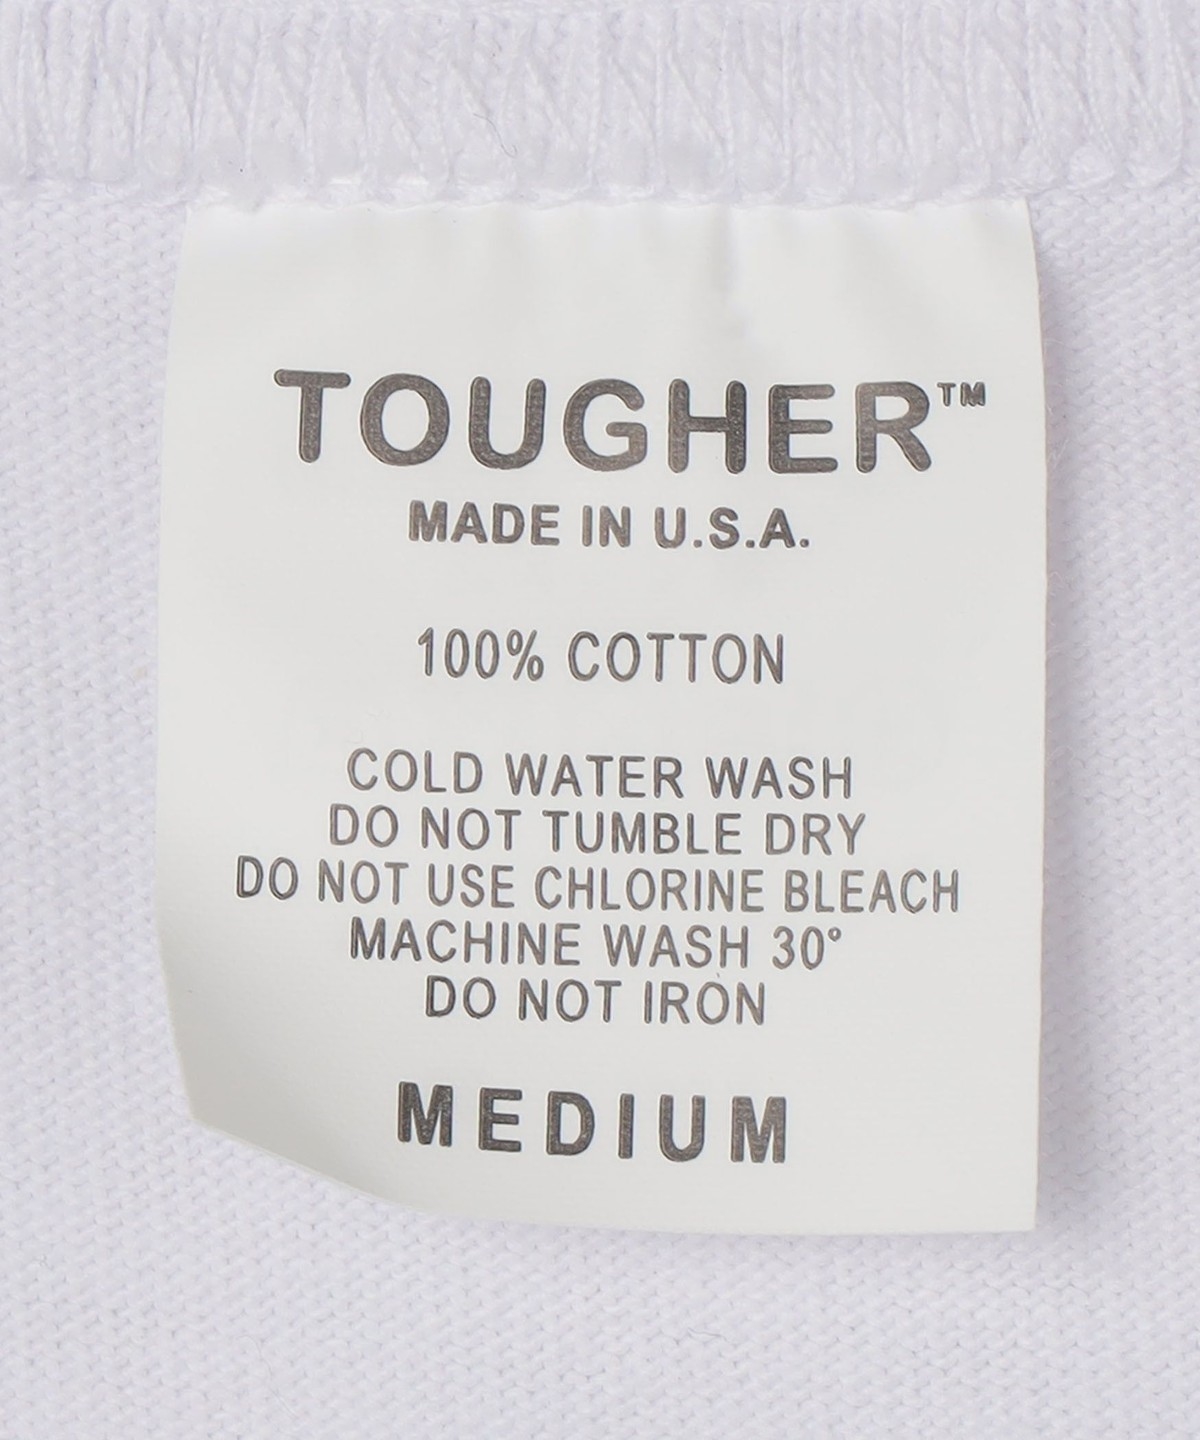 TOUGHER™
MADE IN U.S.A.
100% COTTON
COLD WATER WASH
DO NOT TUMBLE DRY
DO NOT USE CHLORINE BLEACH
MACHINE WASH 30°
DO NOT IRON
MEDIUM